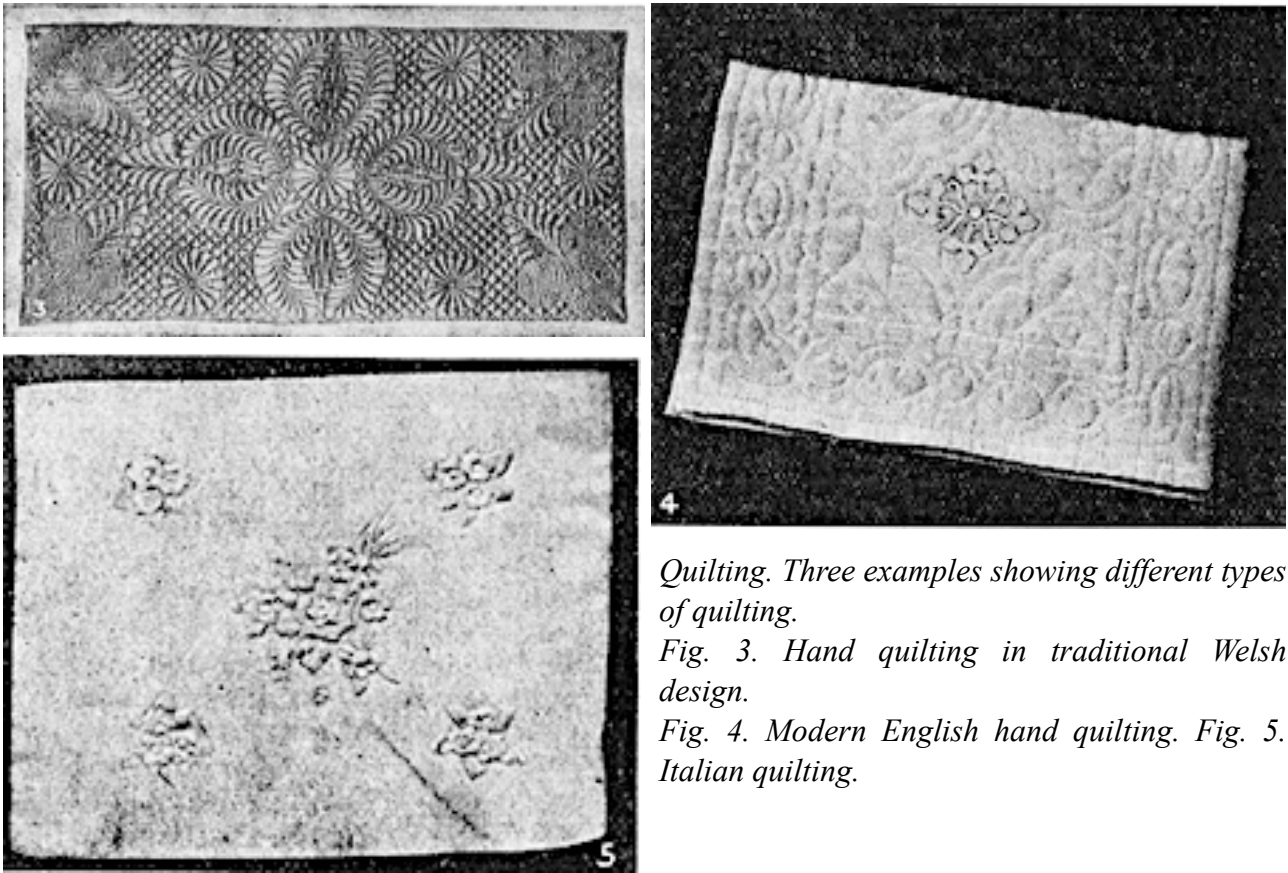 3
4
5
Quilting. Three examples showing different types
of quilting.
Fig. 3. Hand quilting in traditional Welsh
design.
Fig. 4. Modern English hand quilting. Fig. 5.
Italian quilting.